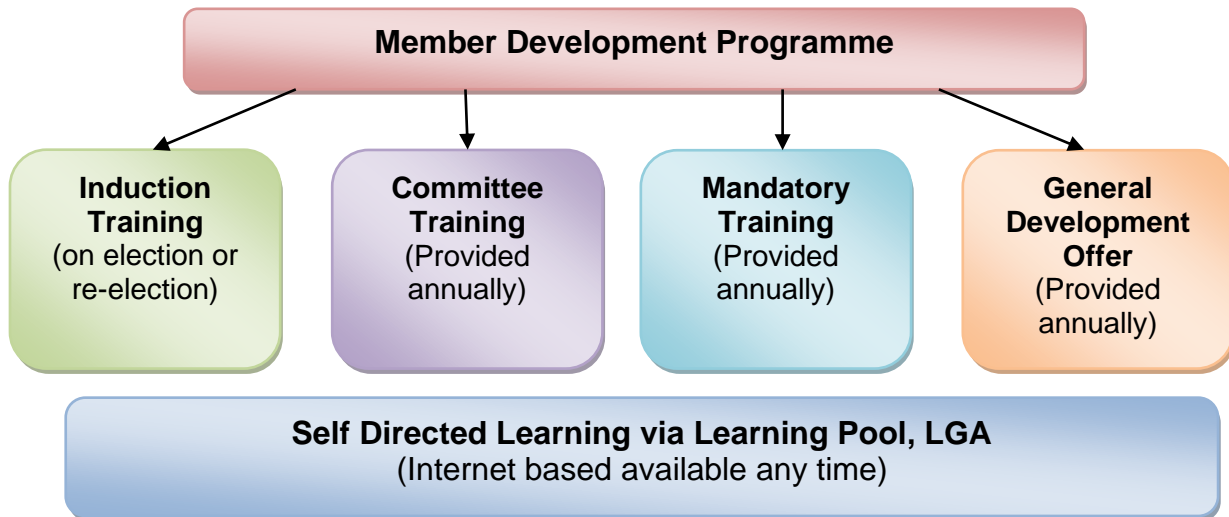 Member Development Programme
Induction
Training
(on election or
re-election)
Committee
Training
(Provided
annually)
Mandatory
Training
(Provided
annually)
General
Development
Offer
(Provided
annually)
Self Directed Learning via Learning Pool, LGA
(Internet based available any time)